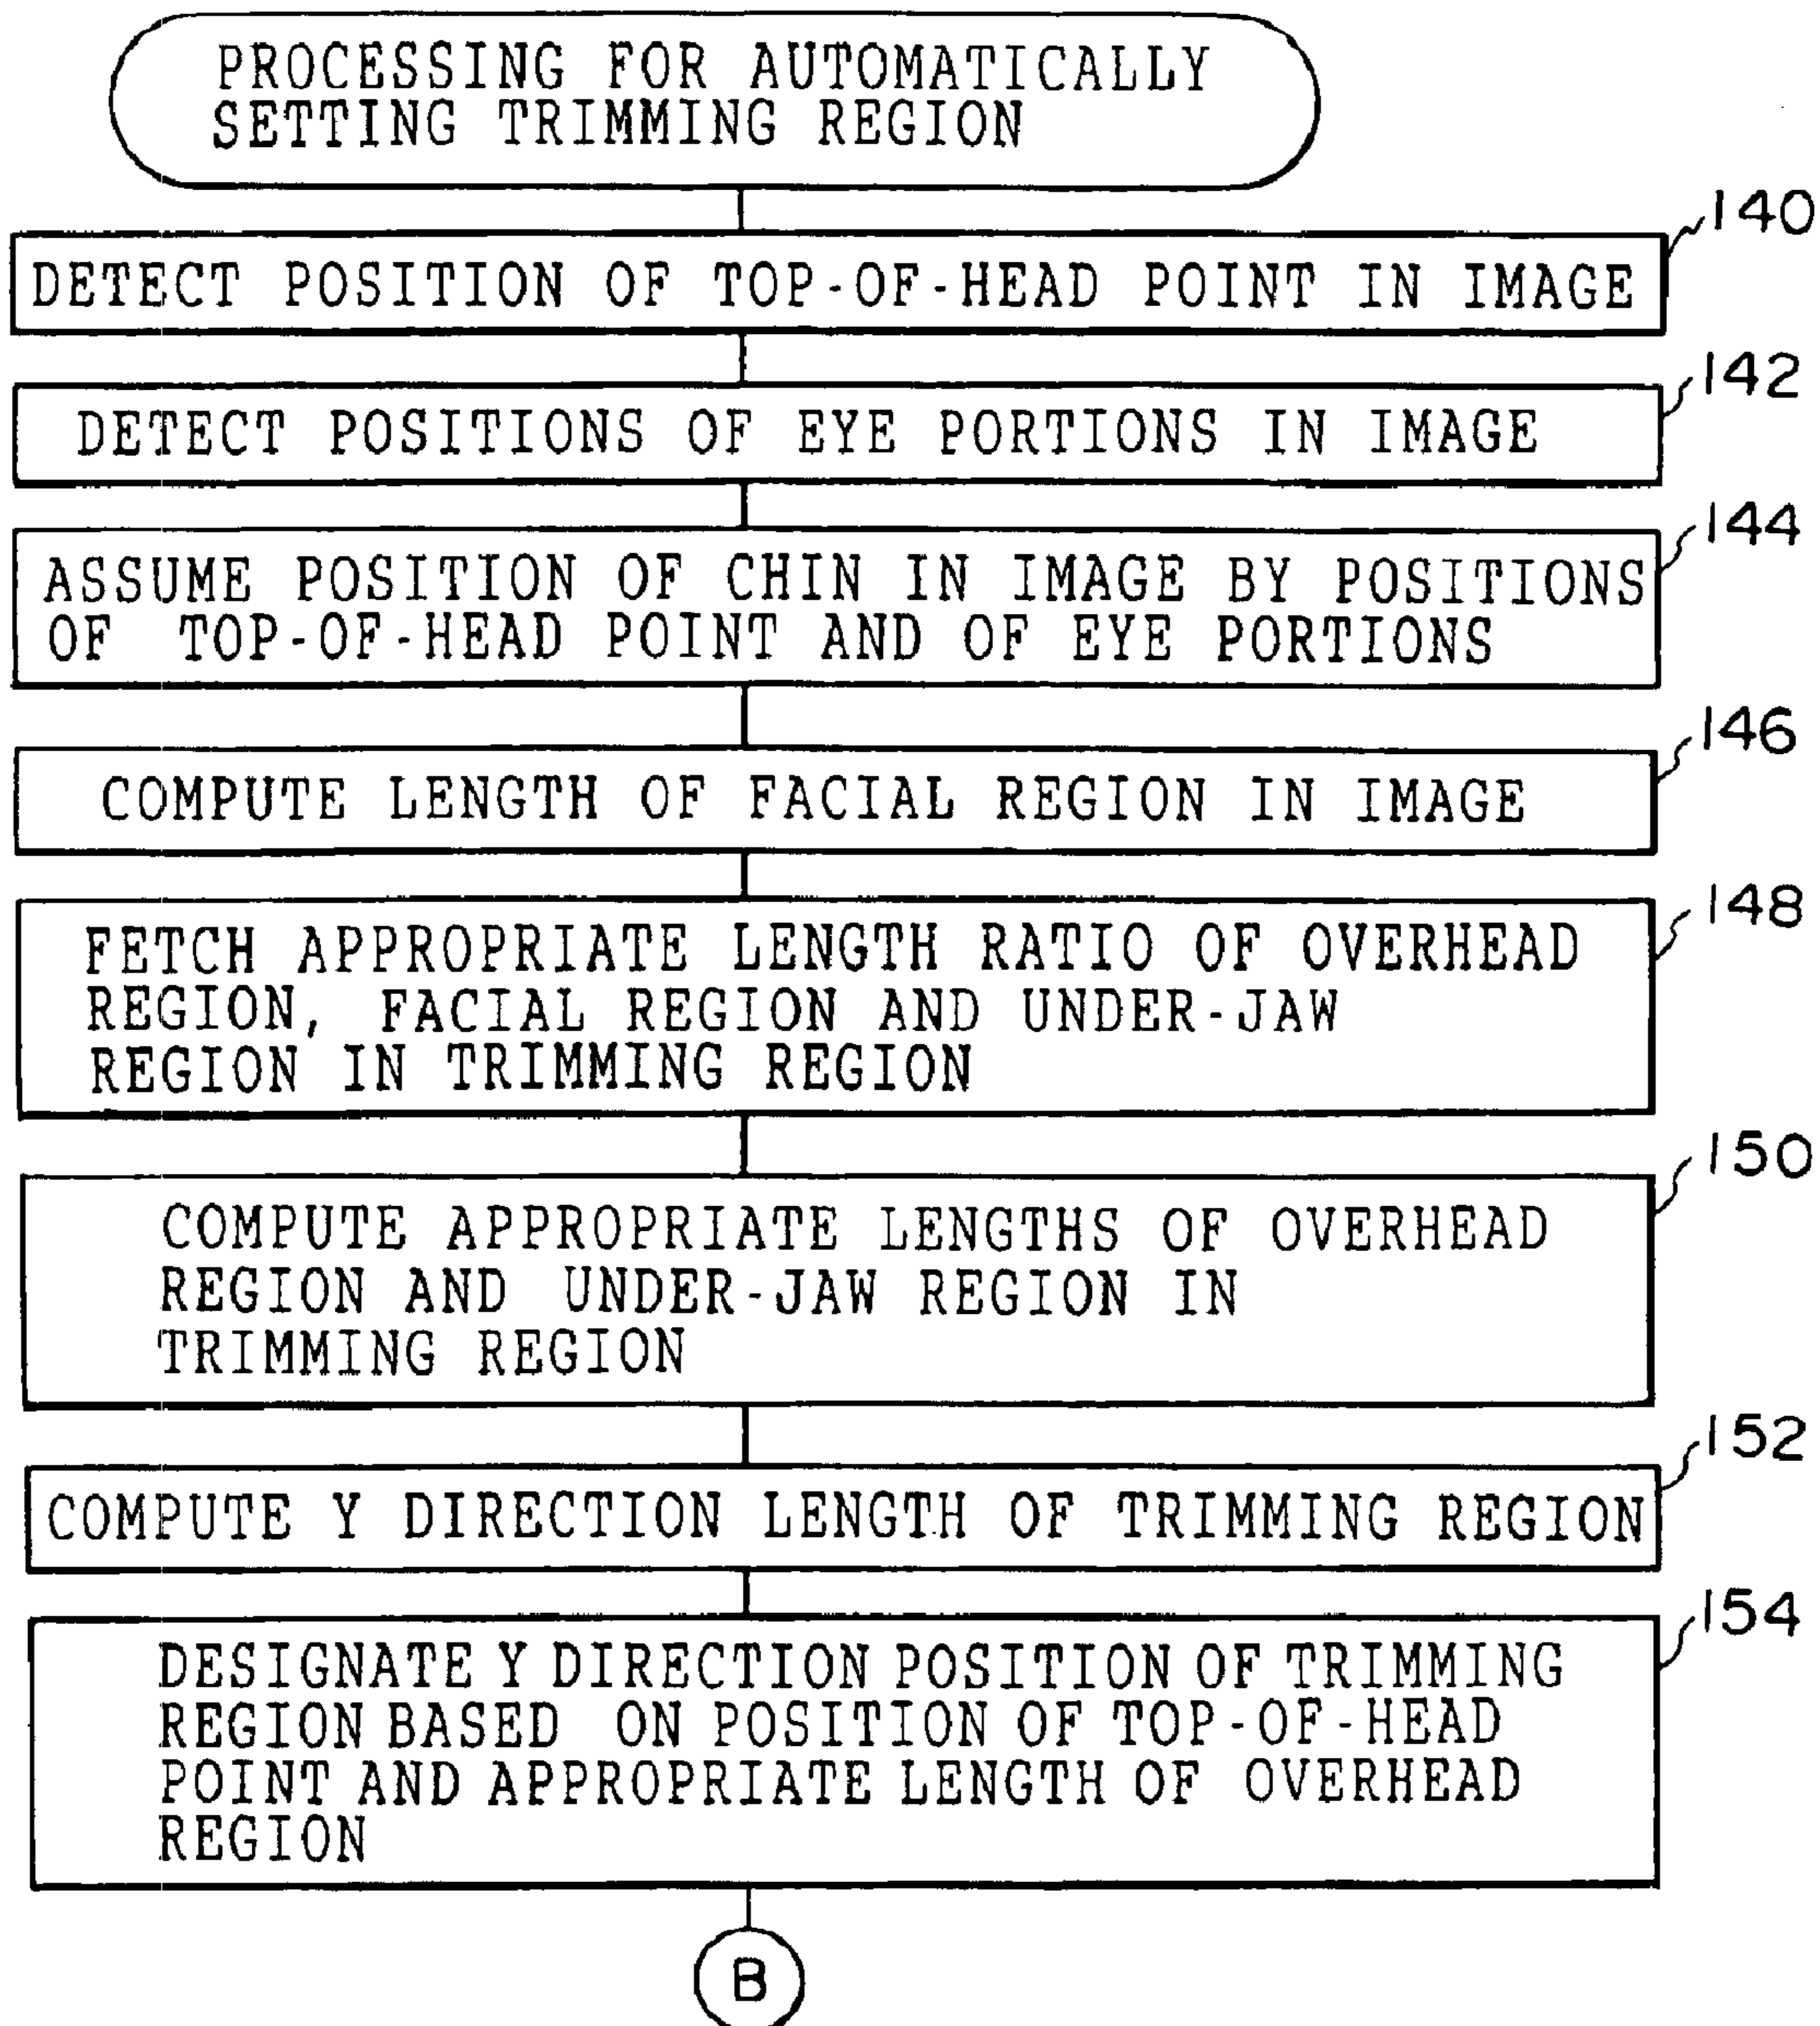 PROCESSING FOR AUTOMATICALLY
SETTING TRIMMING REGION
140
DETECT POSITION OF TOP-OF-HEAD POINT IN IMAGE
142
DETECT POSITIONS OF EYE PORTIONS IN IMAGE
144
ASSUME POSITION OF CHIN IN IMAGE BY POSITIONS
OF TOP-OF-HEAD POINT AND OF EYE PORTIONS
146
COMPUTE LENGTH OF FACIAL REGION IN IMAGE
148
FETCH APPROPRIATE LENGTH RATIO OF OVERHEAD
REGION, FACIAL REGION AND UNDER-JAW
REGION IN TRIMMING REGION
150
COMPUTE APPROPRIATE LENGTHS OF OVERHEAD
REGION AND UNDER-JAW REGION IN
TRIMMING REGION
152
COMPUTE Y DIRECTION LENGTH OF TRIMMING REGION
154
DESIGNATE Y DIRECTION POSITION OF TRIMMING
REGION BASED ON POSITION OF TOP-OF-HEAD
POINT AND APPROPRIATE LENGTH OF OVERHEAD
REGION
B